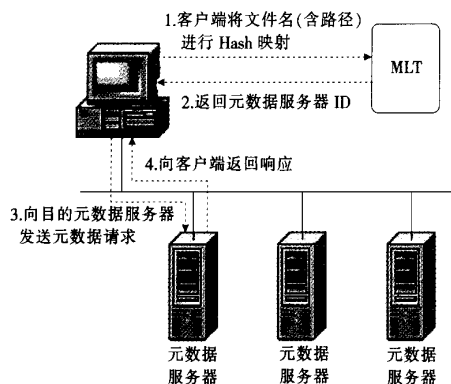 1.客户端将文件名(含路径)
进行 Hash 映射
MLT
2.返回元数据服务器 ID
4.向客户端返回响应
3.向目的元数据服务器
发送元数据请求
元数据
服务器
元数据
服务器
元数据
服务器